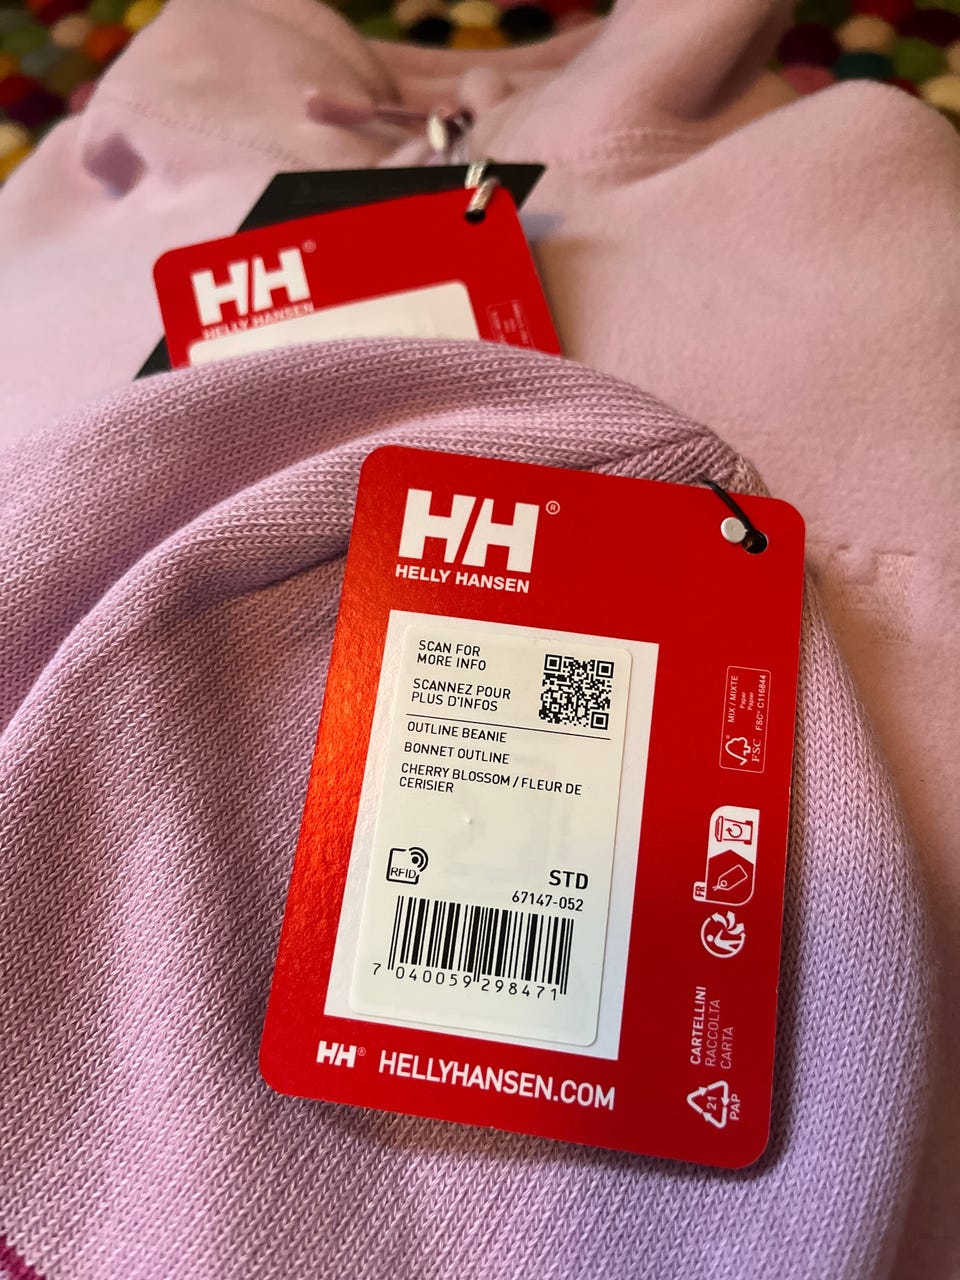 HH®
HELLY HANSEN
HH®
HELLY HANSEN
SCAN FOR
MORE INFO
SCANNEZ POUR
PLUS D'INFOS
OUTLINE BEANIE
BONNET OUTLINE
CHERRY BLOSSOM / FLEUR DE
CERISIER
RFID
STD
67147-052
7 040059 298471
HH® HELLYHANSEN.COM
MIX / MIXTE
Paper
Papier
FSC® C116844
FSC
FR
CARTELLINI
RACCOLTA
CARTA
21
PAP